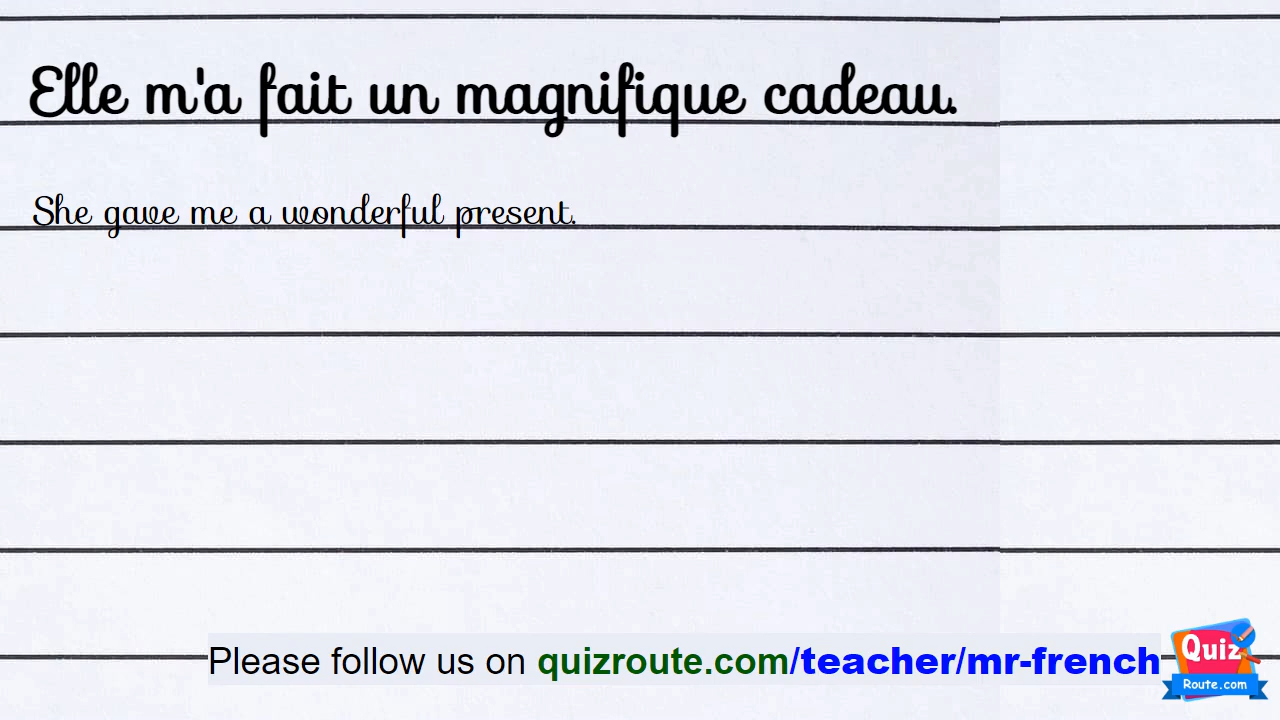 Elle m'a fait un magnifique cadeau.
She gave me a wonderful present.
Please follow us on quizroute.com/teacher/mr-french
Quiz
Route.com